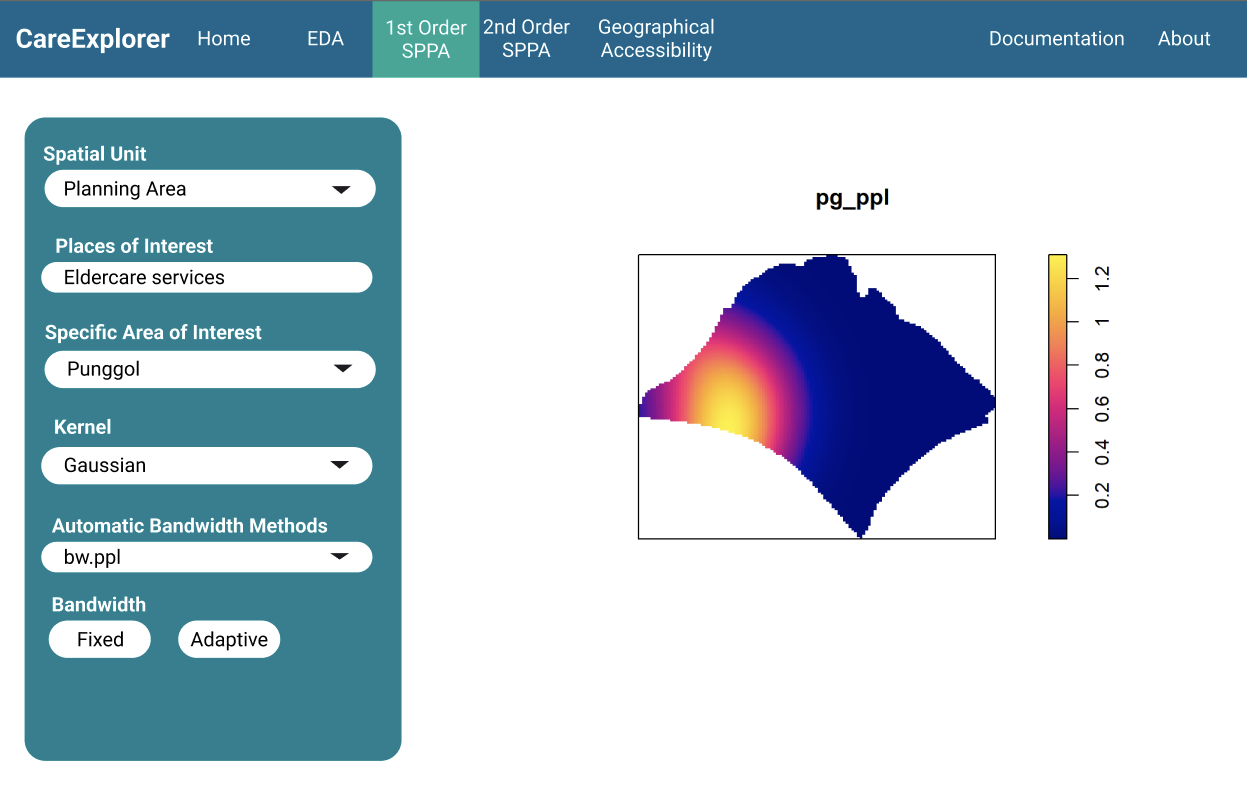 CareExplorer
Home
EDA
1st Order
SPPA
2nd Order
SPPA
Geographical
Accessibility
Documentation
About
Spatial Unit
Planning Area
Places of Interest
Eldercare services
Specific Area of Interest
Punggol
Kernel
Gaussian
Automatic Bandwidth Methods
bw.ppl
Bandwidth
Fixed
Adaptive
pg_ppl
1.2
1
0.8
0.6
0.4
0.2